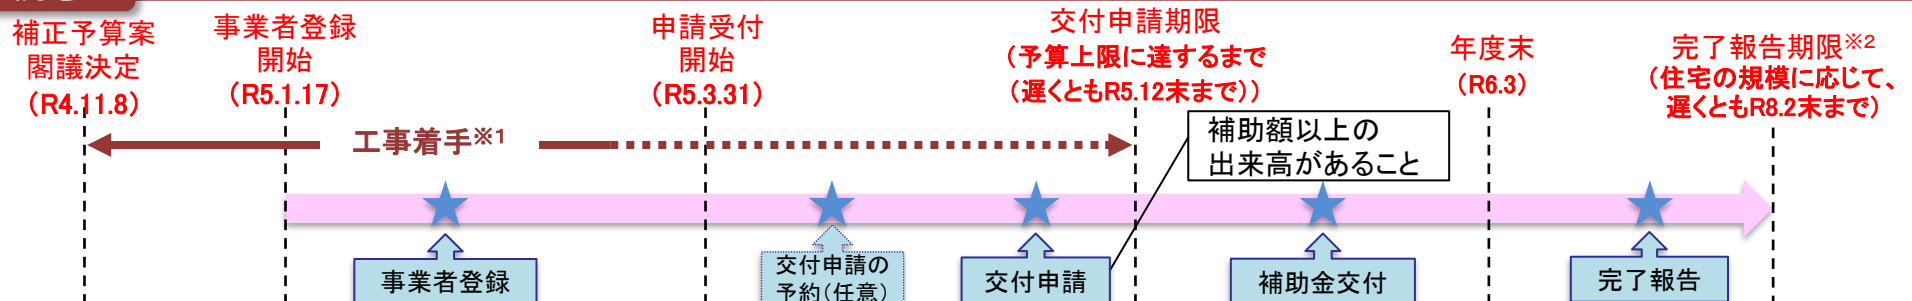 補正予算案
閣議決定
（R4.11.8）
事業者登録
開始
（R5.1.17）
申請受付
開始
（R5.3.31）
交付申請期限
（予算上限に達するまで
（遅くともR5.12末まで））
年度末
（R6.3）
完了報告期限※2
（住宅の規模に応じて、
遅くともR8.2末まで）
工事着手※1
補助額以上の
出来高があること
事業者登録
交付申請の
予約（任意）
交付申請
補助金交付
完了報告